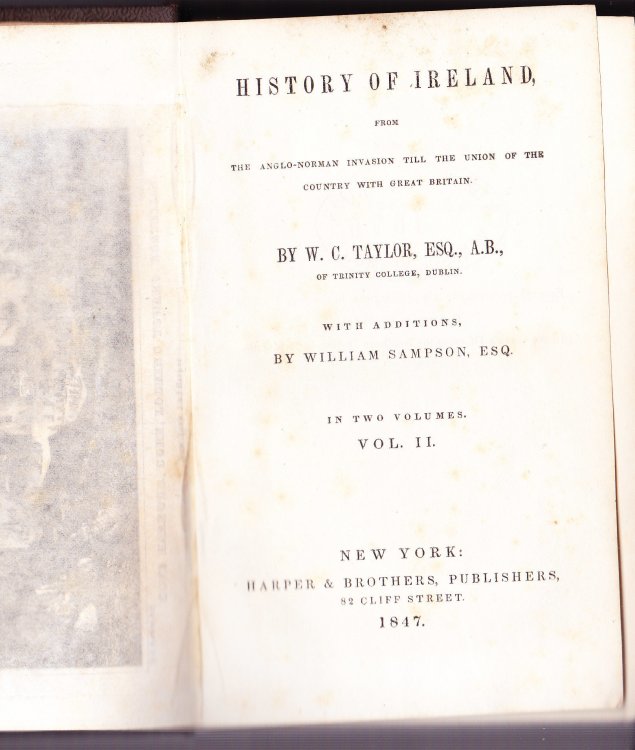 HISTORY OF IRELAND,
FROM
THE ANGLO-NORMAN INVASION TILL THE UNION OF THE
COUNTRY WITH GREAT BRITAIN.
BY W. C. TAYLOR, ESQ., A.B.,
OF TRINITY COLLEGE, DUBLIN.
WITH ADDITIONS,
BY WILLIAM SAMPSON, ESQ.
IN TWO VOLUMES.
VOL. II.
NEW YORK:
HARPER & BROTHERS, PUBLISHERS,
82 CLIFF STREET.
1847.